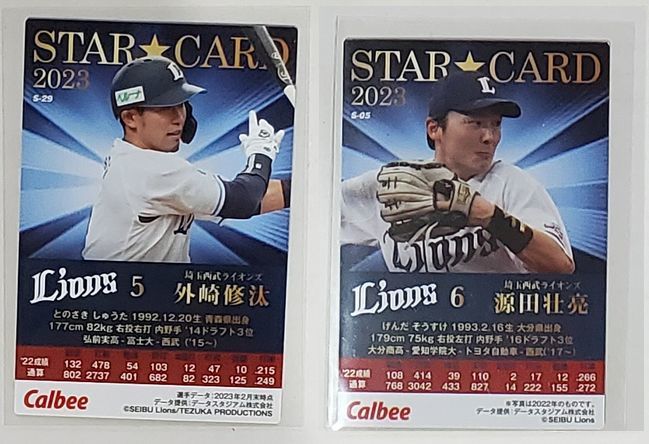 STAR★CARD
2023
S-29
L
ベルーナ
Lions 5
埼玉西武ライオンズ
外崎修汰
とのさき しゅうた 1992.12.20生 青森県出身
177cm 82kg 右投右打 内野手 '14ドラフト3位
弘前実高-富士大-西武('15~)
'22成績 132 478 54 103 12 47 10 .215
通算 802 2737 401 682 82 323 125 .249
選手データ:2023年2月末時点
データ提供:データスタジアム株式会社
Calbee
©SEIBU Lions/TEZUKA PRODUCTIONS
STAR★CARD
2023
S-05
L
Lions
Lions 6
埼玉西武ライオンズ
源田壮亮
げんだ そうすけ 1993.2.16生 大分県出身
179cm 75kg 右投左打 内野手 '16ドラフト3位
大分商高-愛知学院大-トヨタ自動車-西武('17~)
'22成績 108 414 39 110 2 17 12 .266
通算 768 3042 433 827 14 222 155 .272
※写真は2022年のものです。
データ提供:データスタジアム株式会社
Calbee
©SEIBU Lions